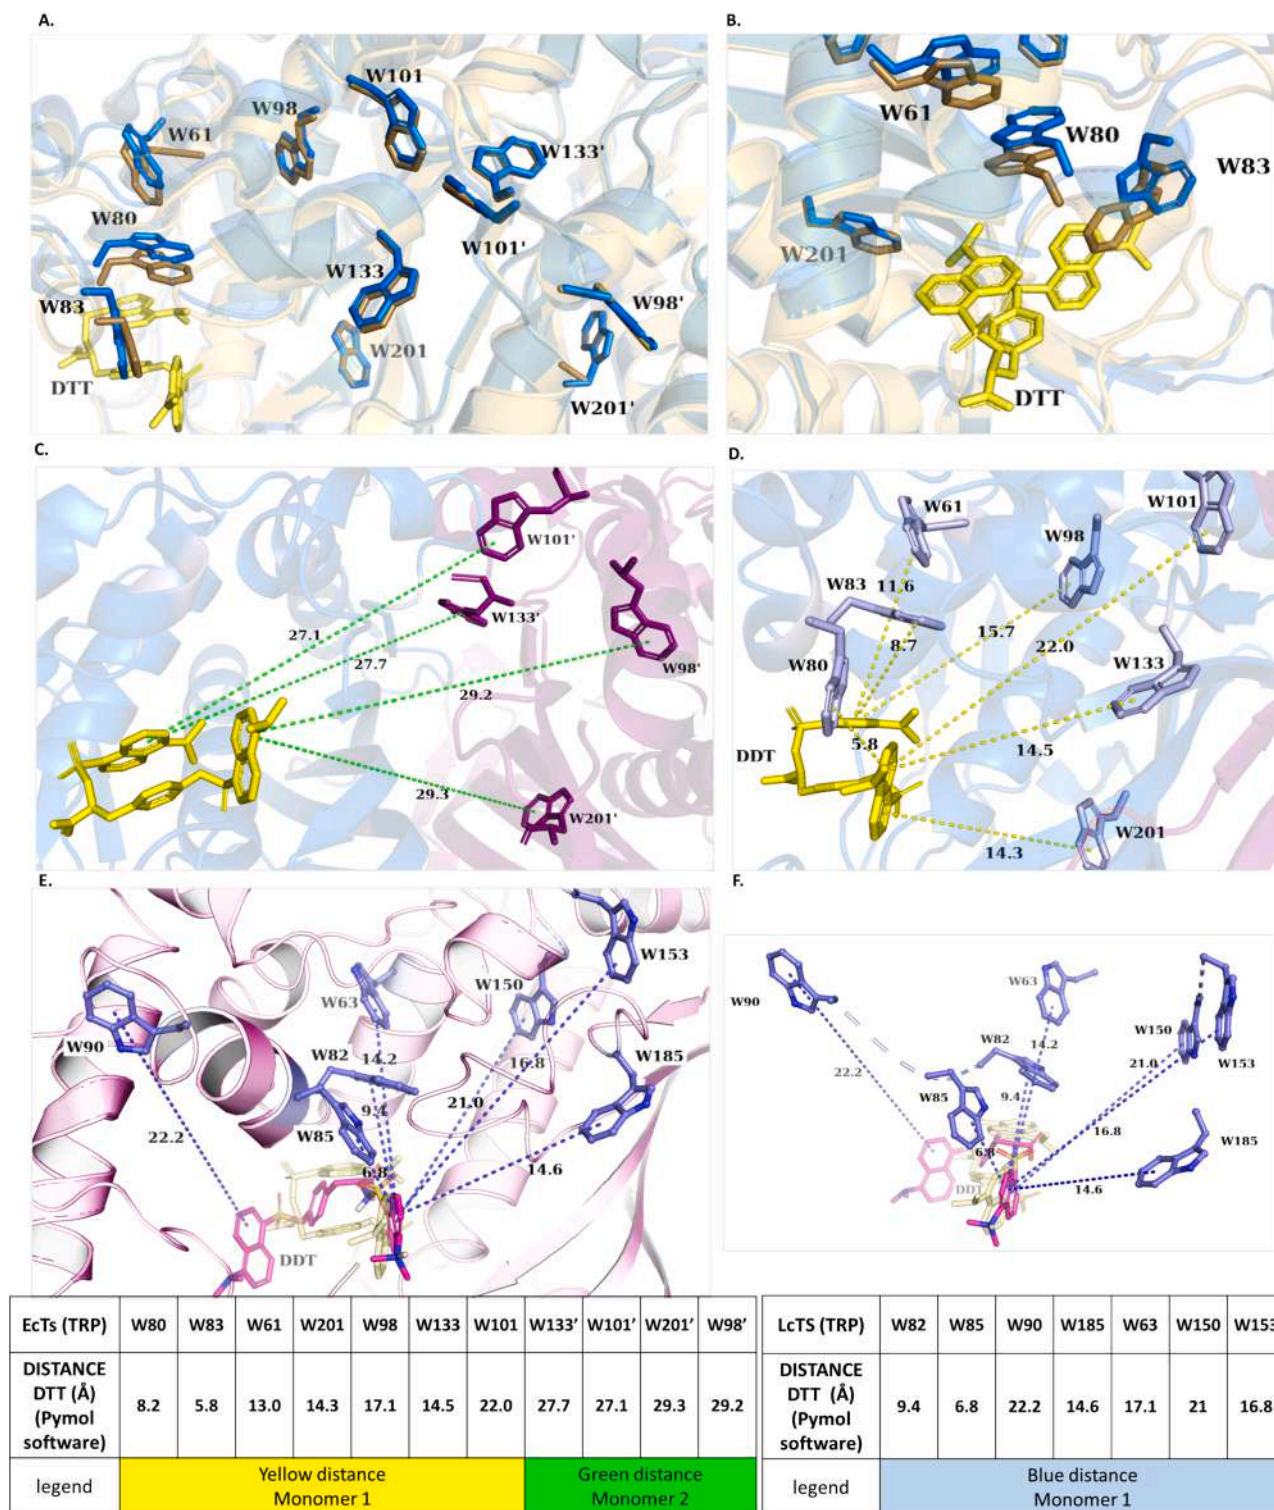 A.
W61
W98
W101
W133'
W80
W83
W133
W101'
W201
W98'
DTT
W201'
B.
W61
W80
W83
W201
DTT
C.
W101'
W133'
W98'
27.1
27.7
29.2
29.3
W201'
D.
W61
W98
W101
W83
11.6
8.7
15.7
22.0
W80
W133
DDT
5.8
14.5
14.3
W201
E.
W153
W63
W150
W90
W82
14.2
16.8
W185
9.4
21.0
W85
22.2
6.8
14.6
DDT
F.
W90
W63
W82
14.2
W150
21.0
W153
22.2
9.4
W85
16.8
6.8
W185
DDT
14.6
EcTs (TRP) W80 W83 W61 W201 W98 W133 W101 W133' W101' W201' W98'
DISTANCE
DTT (Å)
(Pymol
software)
8.2 5.8 13.0 14.3 17.1 14.5 22.0 27.7 27.1 29.3 29.2
legend
Yellow distance
Monomer 1
Green distance
Monomer 2
LcTS (TRP) W82 W85 W90 W185 W63 W150 W153
DISTANCE
DTT (Å)
(Pymol
software)
9.4 6.8 22.2 14.6 17.1 21 16.8
legend
Blue distance
Monomer 1